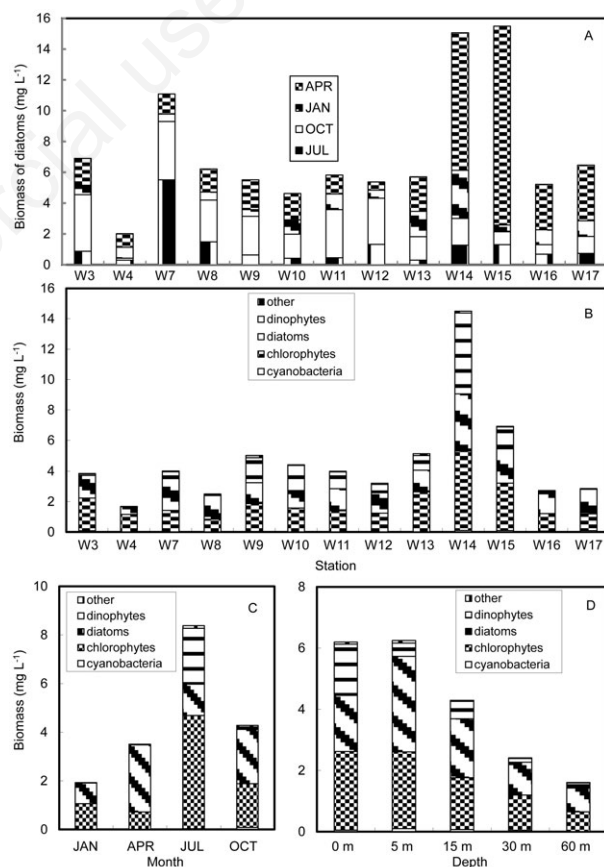 rcial use
A
Biomass of diatoms (mg L-1)
16
14
12
10
8
6
4
2
0
APR
JAN
OCT
JUL
W3 W4 W7 W8 W9 W10 W11 W12 W13 W14 W15 W16 W17
B
Biomass (mg L-1)
16
14
12
10
8
6
4
2
0
other
dinophytes
diatoms
chlorophytes
cyanobacteria
W3 W4 W7 W8 W9 W10 W11 W12 W13 W14 W15 W16 W17
Station
C
Biomass (mg L-1)
10
8
6
4
2
0
other
dinophytes
diatoms
chlorophytes
cyanobacteria
JAN APR JUL OCT
Month
D
8
6
4
2
0
other
dinophytes
diatoms
chlorophytes
cyanobacteria
0 m 5 m 15 m 30 m 60 m
Depth